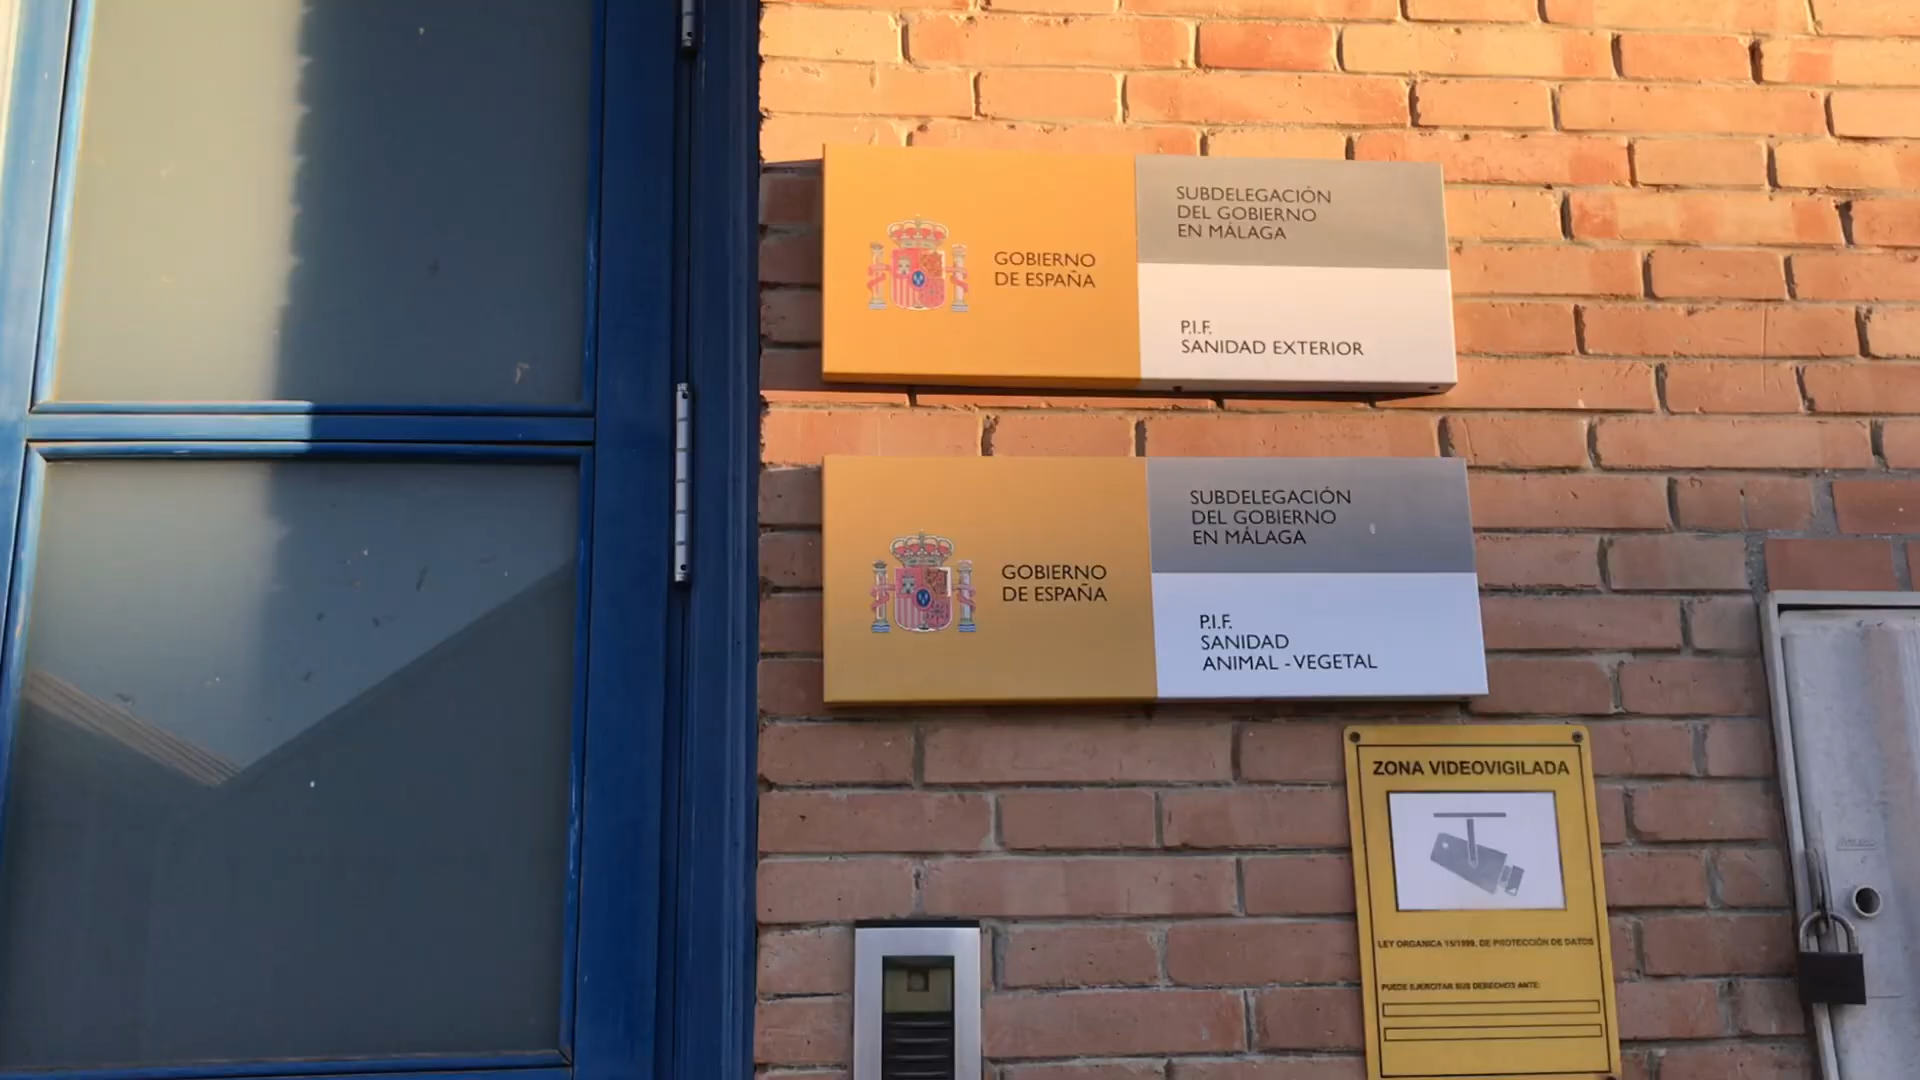 GOBIERNO
DE ESPAÑA
SUBDELEGACIÓN
DEL GOBIERNO
EN MÁLAGA
P.I.F.
SANIDAD EXTERIOR
GOBIERNO
DE ESPAÑA
SUBDELEGACIÓN
DEL GOBIERNO
EN MÁLAGA
P.I.F.
SANIDAD
ANIMAL - VEGETAL
ZONA VIDEOVIGILADA
LEY ORGANICA 15/1999, DE PROTECCIÓN DE DATOS
PUEDE EJERCITAR SUS DERECHOS ANTE: